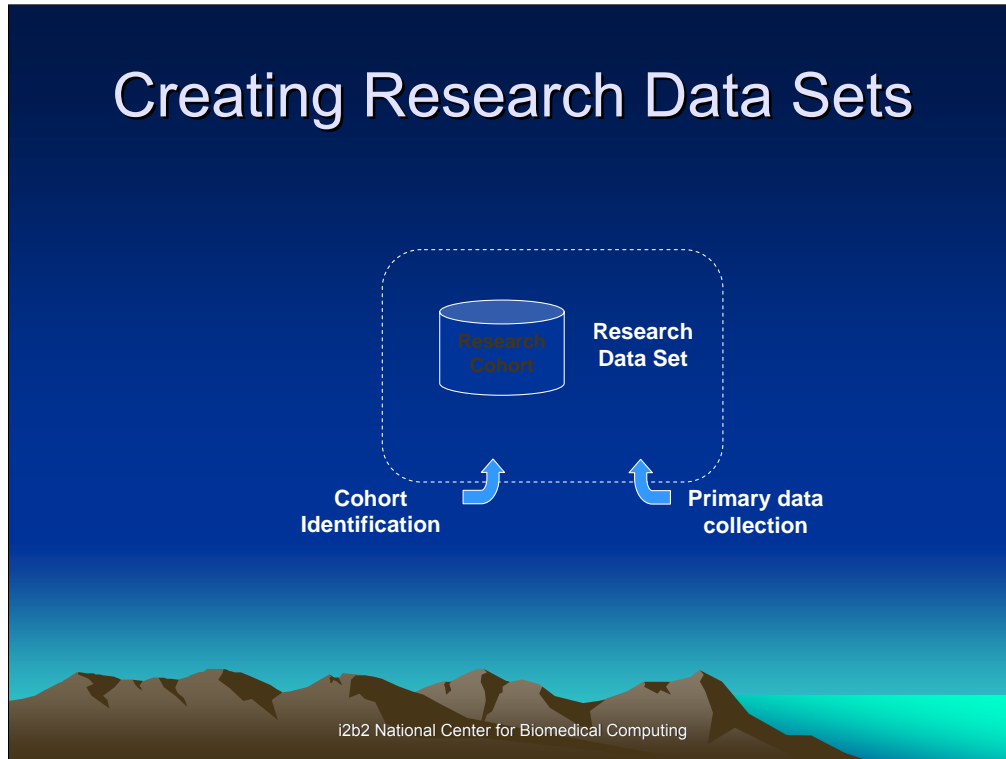 Creating Research Data Sets
Research
Cohort
Research
Data Set
Cohort
Identification
Primary data
collection
i2b2 National Center for Biomedical Computing